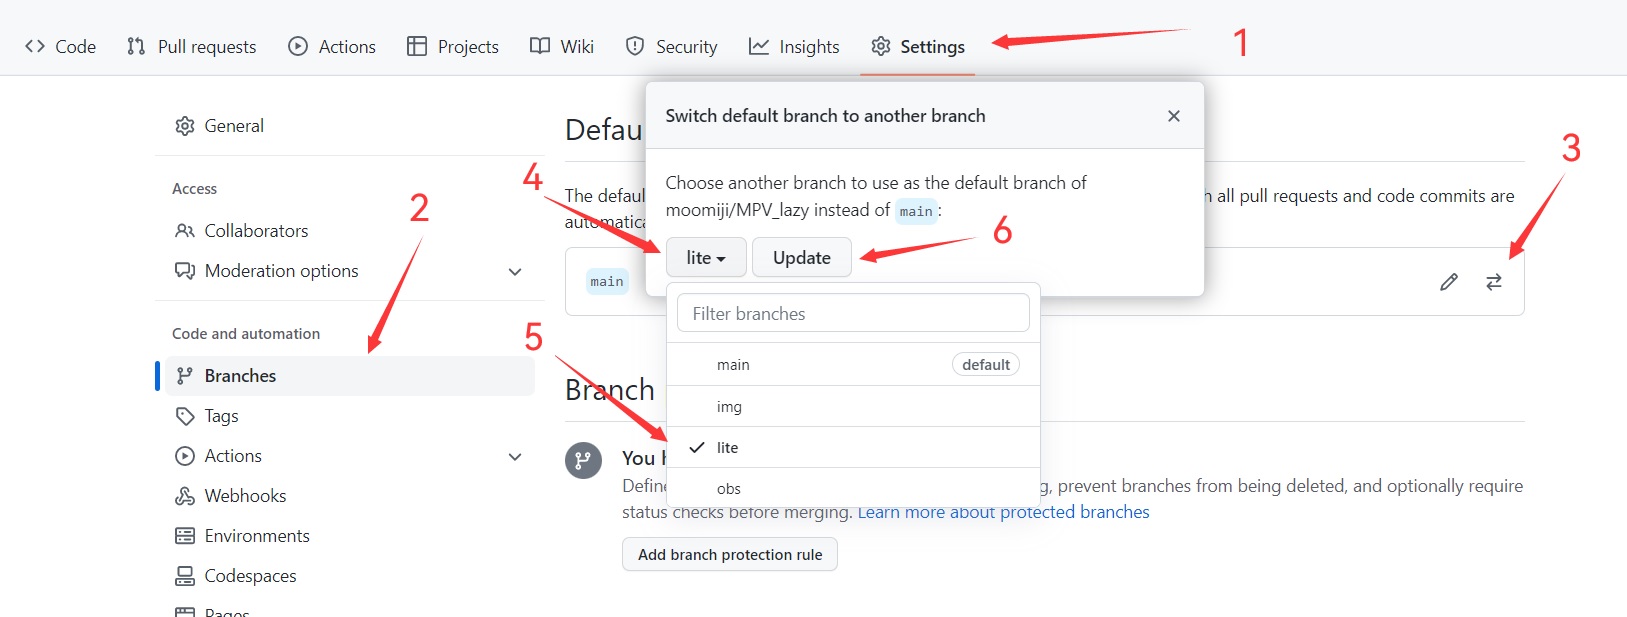 Code Pull requests Actions Projects Wiki Security Insights Settings 1
Switch default branch to another branch
General
Access
Collaborators
Moderation options
Code and automation
Branches
Tags
Actions
Webhooks
Environments
Codespaces
Pages
2
Defau
The defau
automatica
h all pull requests and code commits are
main
3
4
Choose another branch to use as the default branch of
moomiji/MPV_lazy instead of main:
lite Update
6
Filter branches
main default
img
5
lite
obs
Branch
You h
Define
g, prevent branches from being deleted, and optionally require
status checks before merging. Learn more about protected branches
Add branch protection rule